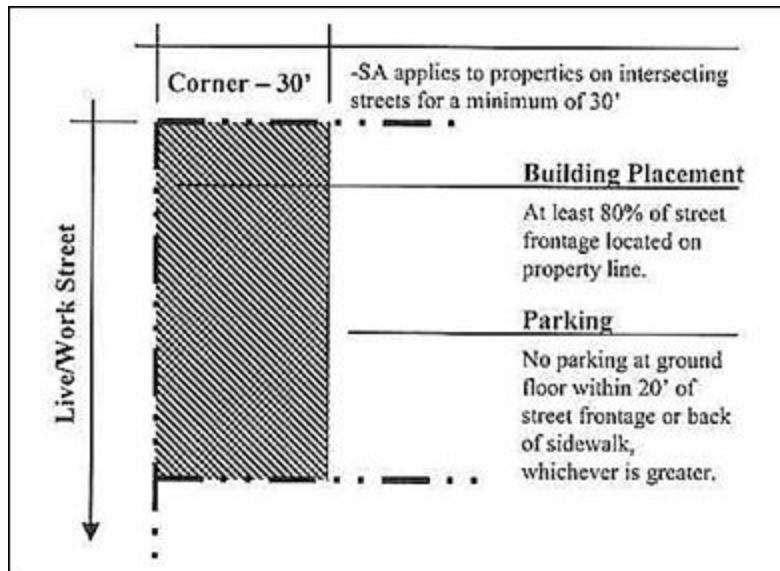 Corner – 30'
-SA applies to properties on intersecting
streets for a minimum of 30'
Live/Work Street
Building Placement
At least 80% of street
frontage located on
property line.
Parking
No parking at ground
floor within 20' of
street frontage or back
of sidewalk,
whichever is greater.